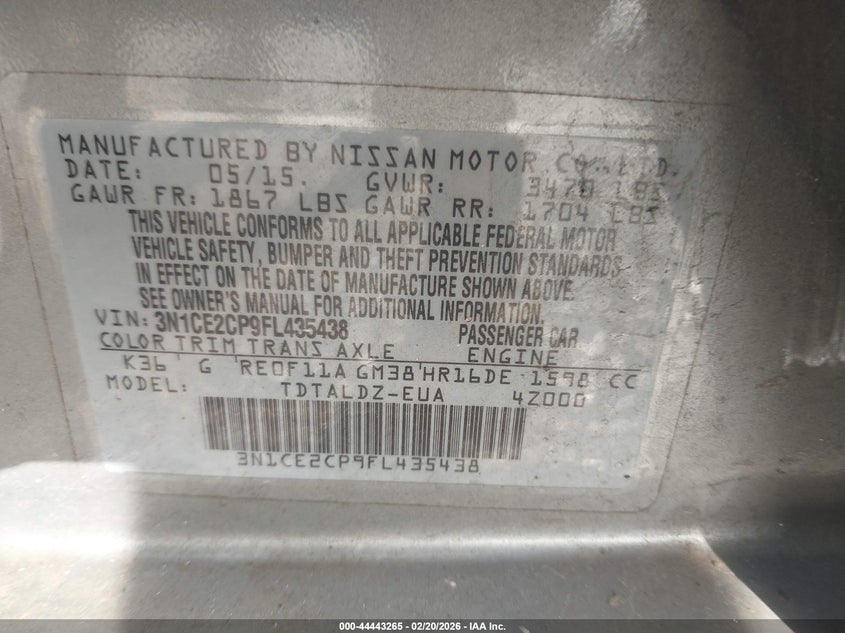 MANUFACTURED BY NISSAN MOTOR CO., LTD.
DATE: 05/15. GVWR: 3470 LBS
GAWR FR: 1867 LBS GAWR RR: 1704 LBS
THIS VEHICLE CONFORMS TO ALL APPLICABLE FEDERAL MOTOR
VEHICLE SAFETY, BUMPER AND THEFT PREVENTION STANDARDS
IN EFFECT ON THE DATE OF MANUFACTURE SHOWN ABOVE.
SEE OWNER'S MANUAL FOR ADDITIONAL INFORMATION.
VIN: 3N1CE2CP9FL435438 PASSENGER CAR
COLOR TRIM TRANS AXLE ENGINE
K36 ' G 'RE0F11A GM38'HR16DE 1598 CC
MODEL: TDTALDZ-EUA 4Z000
3N1CE2CP9FL435438
000-44443265 - 02/20/2026 - IAA Inc.